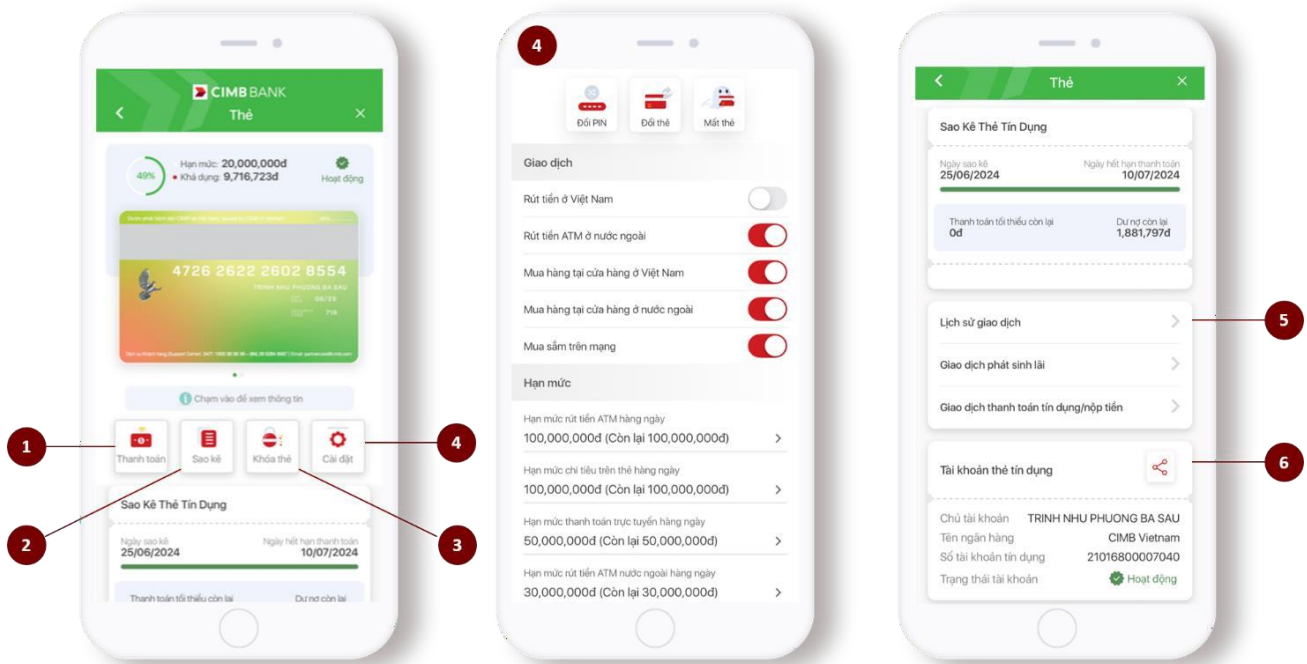 CIMB BANK
Thẻ
49%
Hạn mức: 20,000,000đ
Khả dụng: 9,716,723đ
Hoạt động
4726 2622 2602 8554
TRINH NHU PHUONG BA SAU
06/29
719
Chạm vào để xem thông tin
Thanh toán
Sao kê
Khóa thẻ
Cài đặt
1
2
3
4
Sao Kê Thẻ Tín Dụng
Ngày sao kê
25/06/2024
Ngày hết hạn thanh toán
10/07/2024
Thanh toán tối thiểu còn lại
Dư nợ còn lại
4
Đổi PIN
Đổi thẻ
Mất thẻ
Giao dịch
Rút tiền ở Việt Nam
Rút tiền ATM ở nước ngoài
Mua hàng tại cửa hàng ở Việt Nam
Mua hàng tại cửa hàng ở nước ngoài
Mua sắm trên mạng
Hạn mức
Hạn mức rút tiền ATM hàng ngày
100,000,000đ (Còn lại 100,000,000đ)
Hạn mức chi tiêu trên thẻ hàng ngày
100,000,000đ (Còn lại 100,000,000đ)
Hạn mức thanh toán trực tuyến hàng ngày
50,000,000đ (Còn lại 50,000,000đ)
Hạn mức rút tiền ATM nước ngoài hàng ngày
30,000,000đ (Còn lại 30,000,000đ)
Thẻ
Sao Kê Thẻ Tín Dụng
Ngày sao kê
25/06/2024
Ngày hết hạn thanh toán
10/07/2024
Thanh toán tối thiểu còn lại
0đ
Dư nợ còn lại
1,881,797đ
Lịch sử giao dịch
5
Giao dịch phát sinh lãi
Giao dịch thanh toán tín dụng/nộp tiền
Tài khoản thẻ tín dụng
6
Chủ tài khoản TRINH NHU PHUONG BA SAU
Tên ngân hàng CIMB Vietnam
Số tài khoản tín dụng 21016800007040
Trạng thái tài khoản Hoạt động